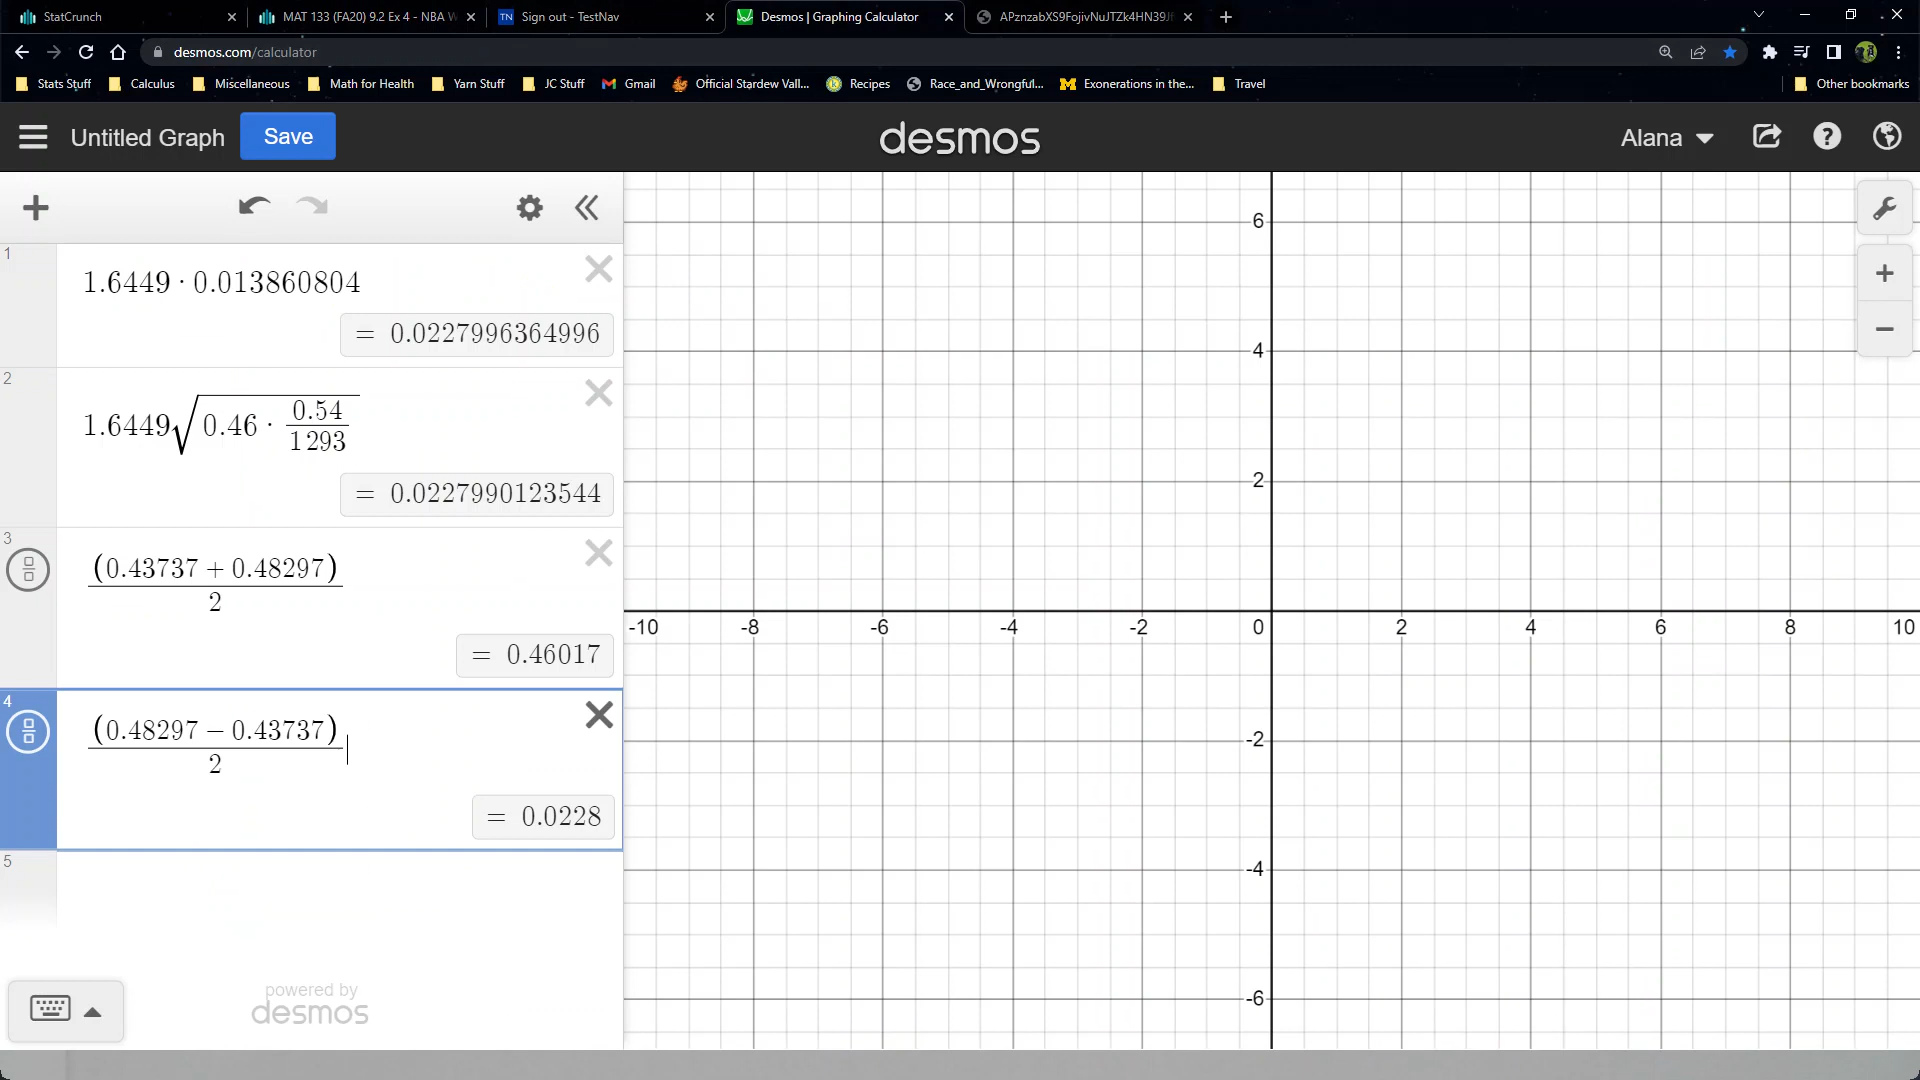 StatCrunch
MAT 133 (FA20) 9.2 Ex 4 - NBA W
TN Sign out - TestNav
Desmos | Graphing Calculator
desmos.com/calculator
Stats Stuff
Calculus
Miscellaneous
Math for Health
Yarn Stuff
JC Stuff
Gmail
Official Stardew Vall...
Recipes
Race_and_Wrongful...
Exonerations in the...
Travel
Other bookmarks
Untitled Graph
Save
desmos
Alana
1
1.6449 · 0.013860804
= 0.0227996364996
2
1.6449√(0.46 · 0.54/1293)
= 0.0227990123544
3
(0.43737 + 0.48297)
2
= 0.46017
4
(0.48297 − 0.43737)
2
= 0.0228
5
powered by
desmos
6
4
2
-10 -8 -6 -4 -2 0 2 4 6 8 10
-2
-4
-6